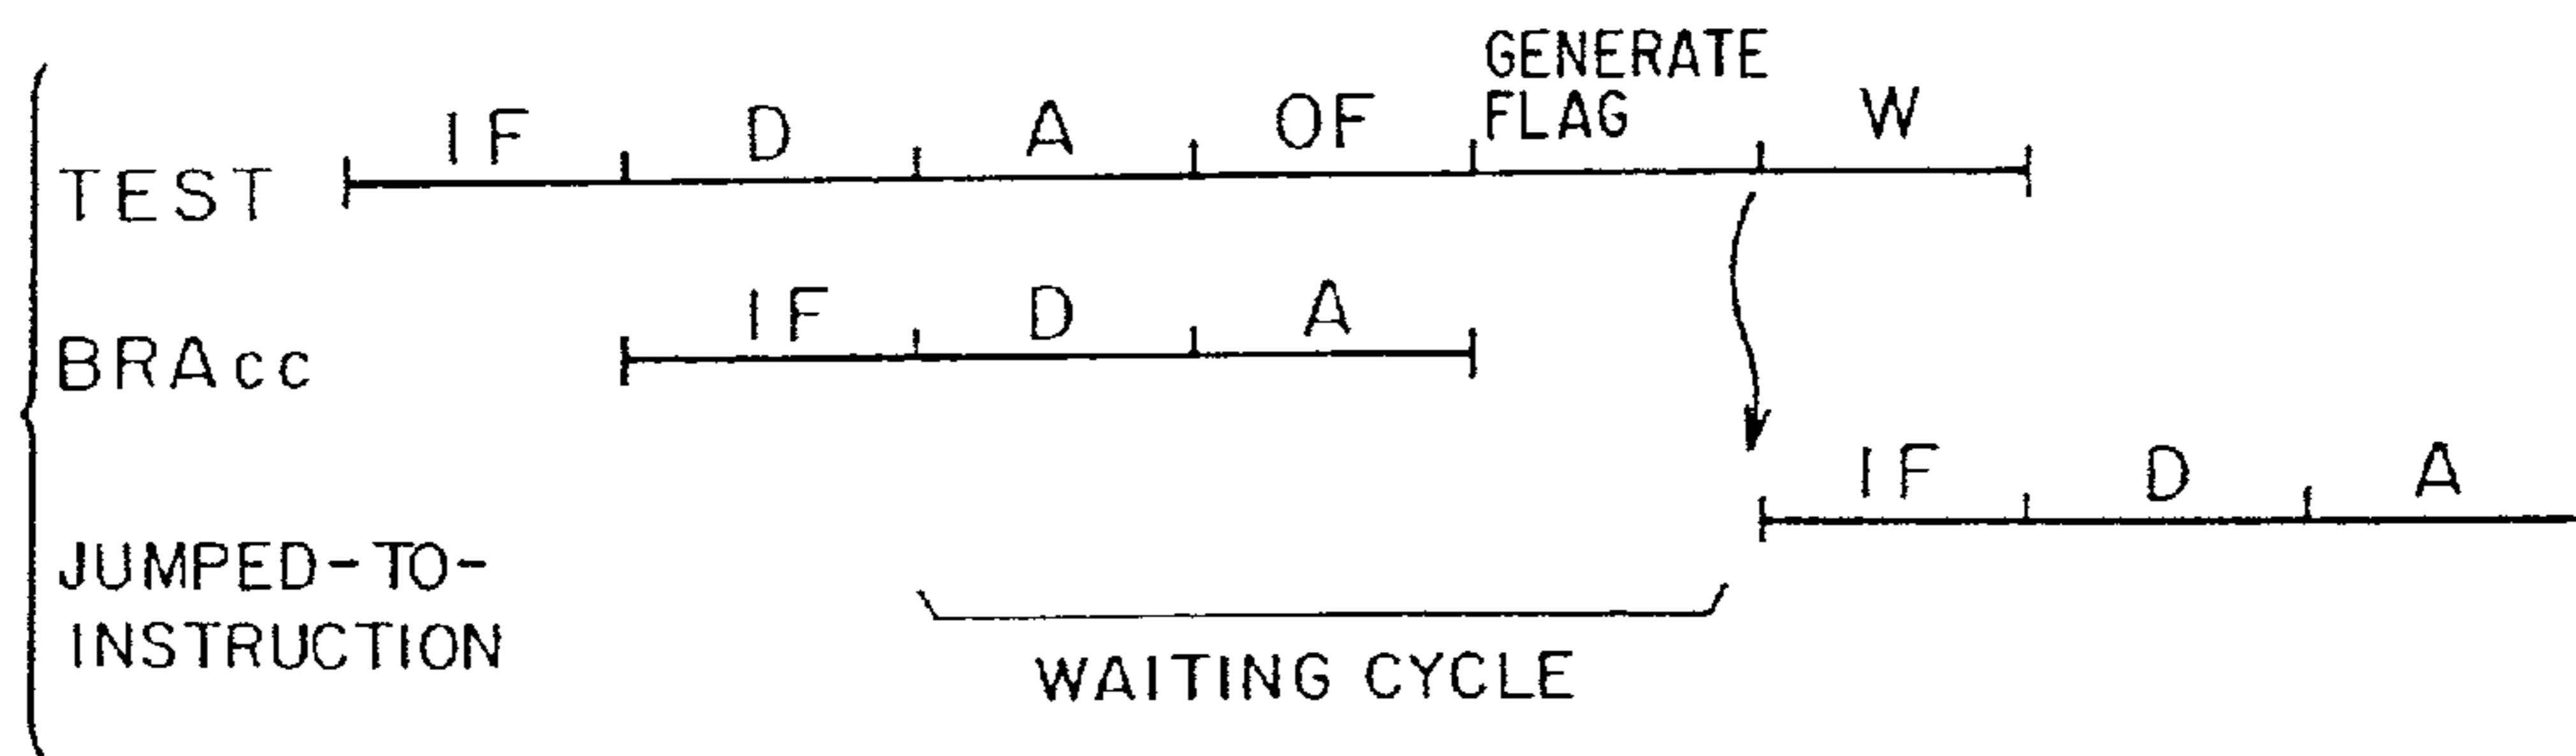 GENERATE
FLAG
IF D A OF W
TEST
IF D A
BRAcc
IF D A
JUMPED-TO-
INSTRUCTION
WAITING CYCLE